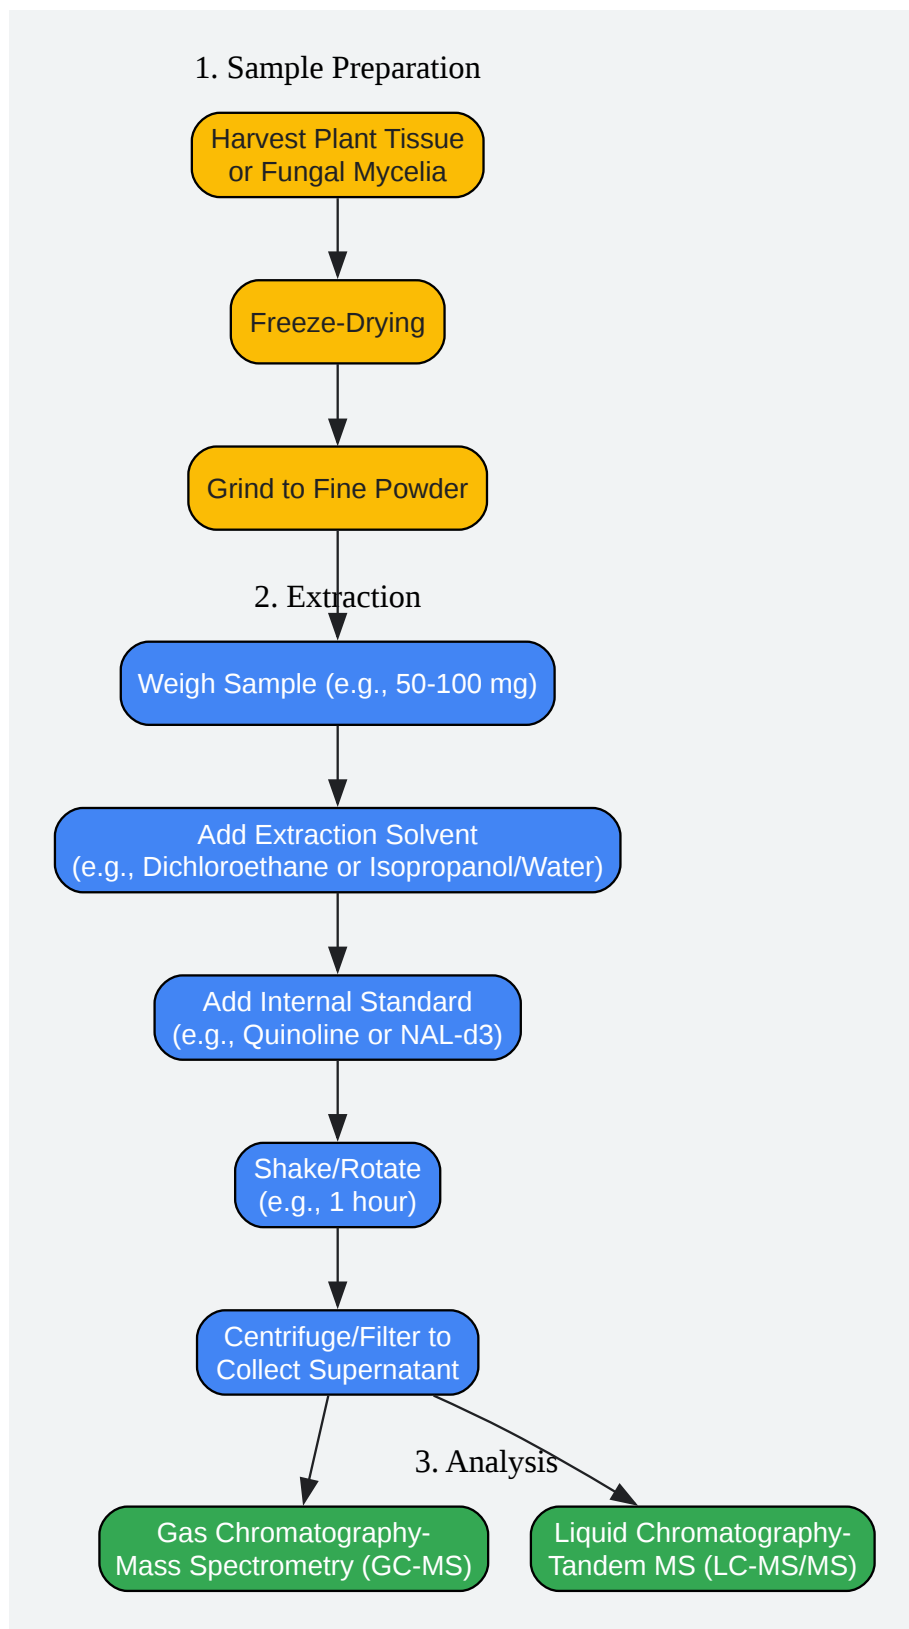 1. Sample Preparation
Harvest Plant Tissue
or Fungal Mycelia
Freeze-Drying
Grind to Fine Powder
2. Extraction
Weigh Sample (e.g., 50-100 mg)
Add Extraction Solvent
(e.g., Dichloroethane or Isopropanol/Water)
Add Internal Standard
(e.g., Quinoline or NAL-d3)
Shake/Rotate
(e.g., 1 hour)
Centrifuge/Filter to
Collect Supernatant
3. Analysis
Gas Chromatography-
Mass Spectrometry (GC-MS)
Liquid Chromatography-
Tandem MS (LC-MS/MS)